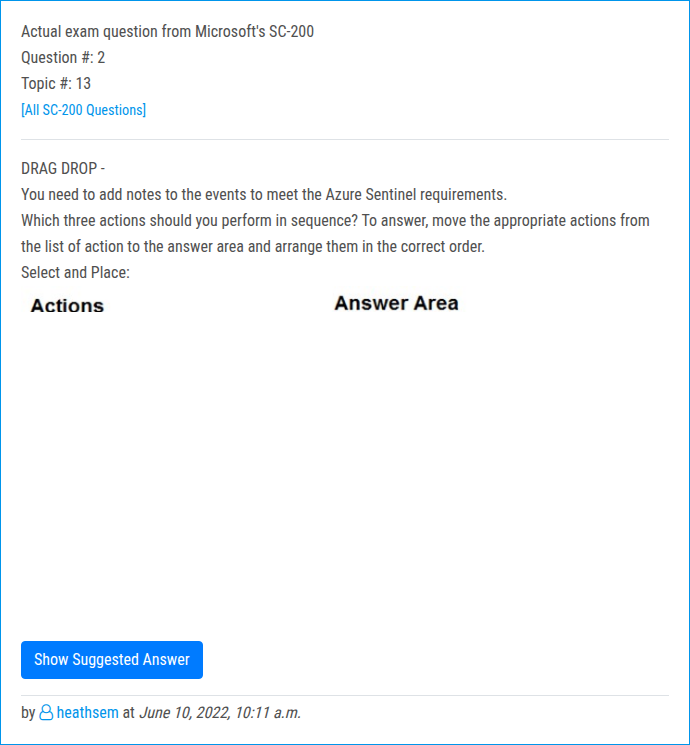 Actual exam question from Microsoft's SC-200
Question #: 2
Topic #: 13
[All SC-200 Questions]
DRAG DROP -
You need to add notes to the events to meet the Azure Sentinel requirements.
Which three actions should you perform in sequence? To answer, move the appropriate actions from
the list of action to the answer area and arrange them in the correct order.
Select and Place:
Actions
Answer Area
Show Suggested Answer
by heathsem at June 10, 2022, 10:11 a.m.